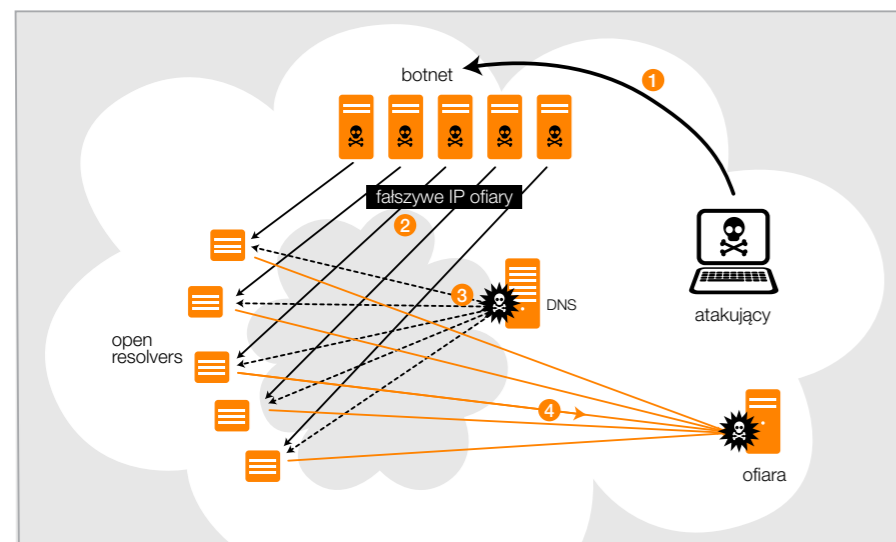 botnet
1
fałszywe IP ofiary
2
3
DNS
atakujący
open
resolvers
4
ofiara